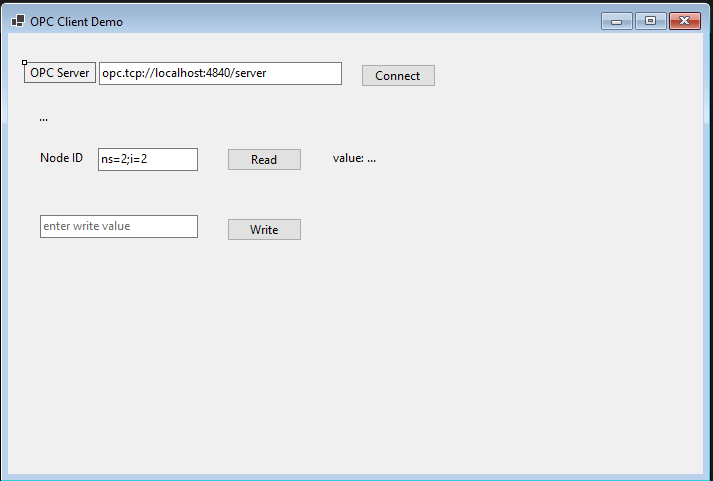 OPC Client Demo
OPC Server opc.tcp://localhost:4840/server Connect
...
Node ID ns=2;i=2 Read value: ...
enter write value Write